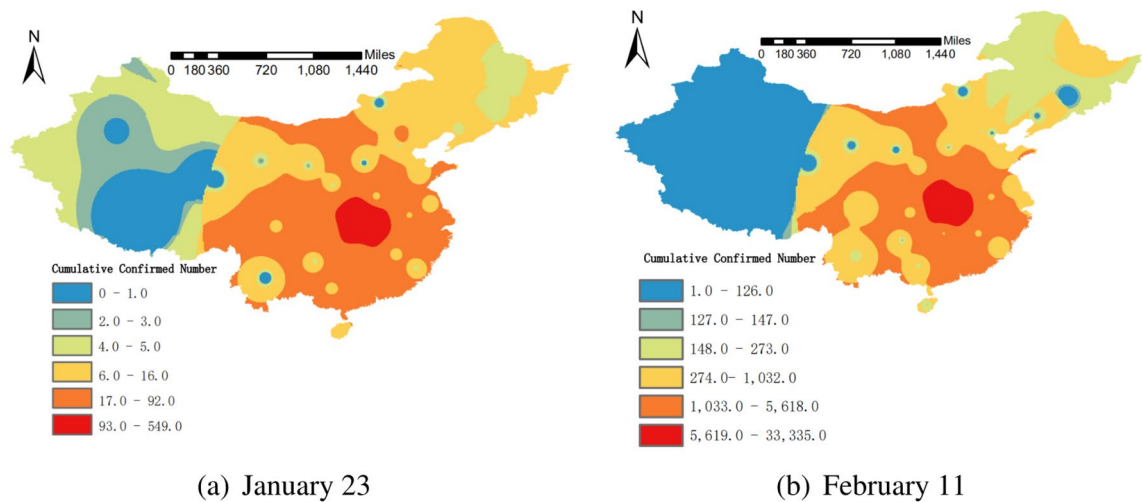 N
Miles
0 180 360 720 1,080 1,440
Cumulative Confirmed Number
0 - 1.0
2.0 - 3.0
4.0 - 5.0
6.0 - 16.0
17.0 - 92.0
93.0 - 549.0
(a) January 23
N
Miles
0 180 360 720 1,080 1,440
Cumulative Confirmed Number
1.0 - 126.0
127.0 - 147.0
148.0 - 273.0
274.0- 1,032.0
1,033.0 - 5,618.0
5,619.0 - 33,335.0
(b) February 11